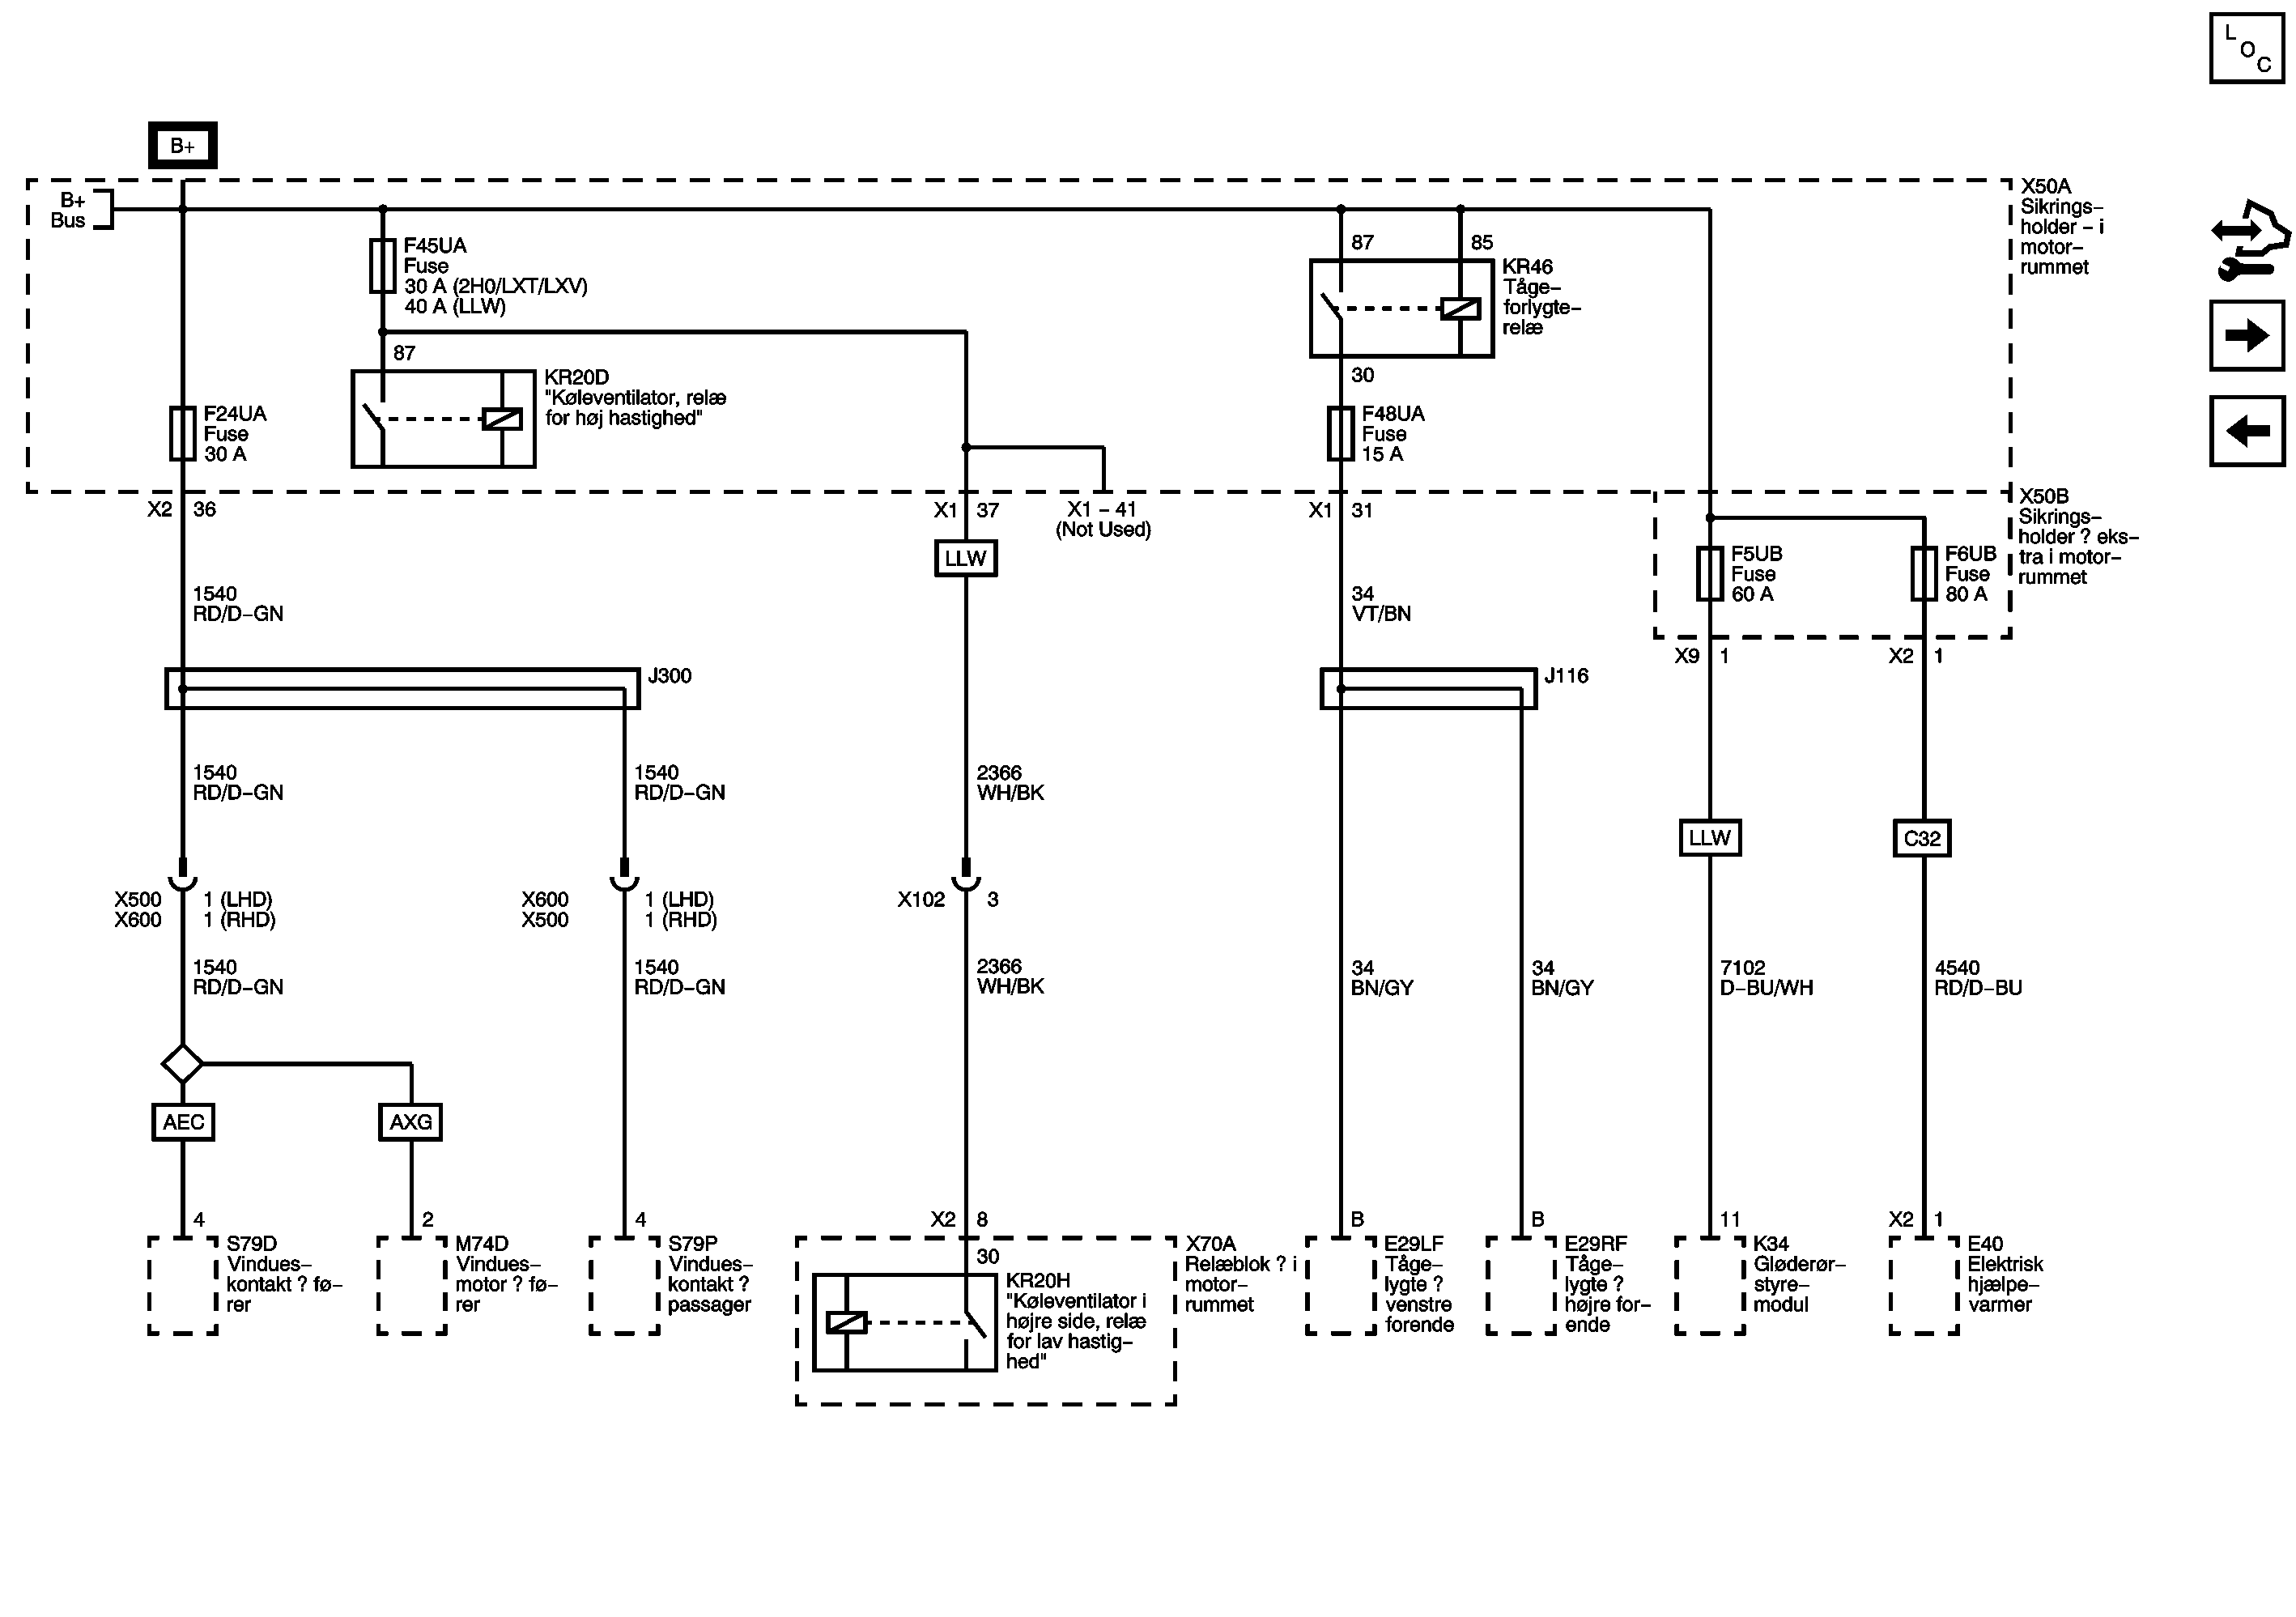 L
O
C
B+
B+
Bus
X50A
Sikrings–
holder – i
motor–
rummet
F45UA
Fuse
30 A (2H0/LXT/LXV)
40 A (LLW)
87
85
KR46
Tåge–
forlygte–
relæ
87
KR20D
"Køleventilator, relæ
for høj hastighed"
30
F24UA
Fuse
30 A
F48UA
Fuse
15 A
X2
36
X1
37
X1 – 41
(Not Used)
X1
31
X50B
Sikrings–
holder ? eks–
tra i motor–
rummet
LLW
F5UB
Fuse
60 A
F6UB
Fuse
80 A
1540
RD/D–GN
34
VT/BN
X9
1
X2
1
J300
J116
1540
RD/D–GN
1540
RD/D–GN
2366
WH/BK
LLW
C32
X500
1 (LHD)
X600
1 (RHD)
X600
1 (LHD)
X500
1 (RHD)
X102
3
1540
RD/D–GN
1540
RD/D–GN
2366
WH/BK
34
BN/GY
34
BN/GY
7102
D–BU/WH
4540
RD/D–BU
AEC
AXG
4
2
4
X2
8
B
B
11
X2
1
S79D
Vindues–
kontakt ? fø–
rer
M74D
Vindues–
motor ? fø–
rer
S79P
Vindues–
kontakt ?
passager
30
KR20H
"Køleventilator i
højre side, relæ
for lav hastig–
hed"
X70A
Relæblok ? i
motor–
rummet
E29LF
Tåge–
lygte ?
venstre
forende
E29RF
Tåge–
lygte ?
højre for–
ende
K34
Gløderør–
styre–
modul
E40
Elektrisk
hjælpe–
varmer